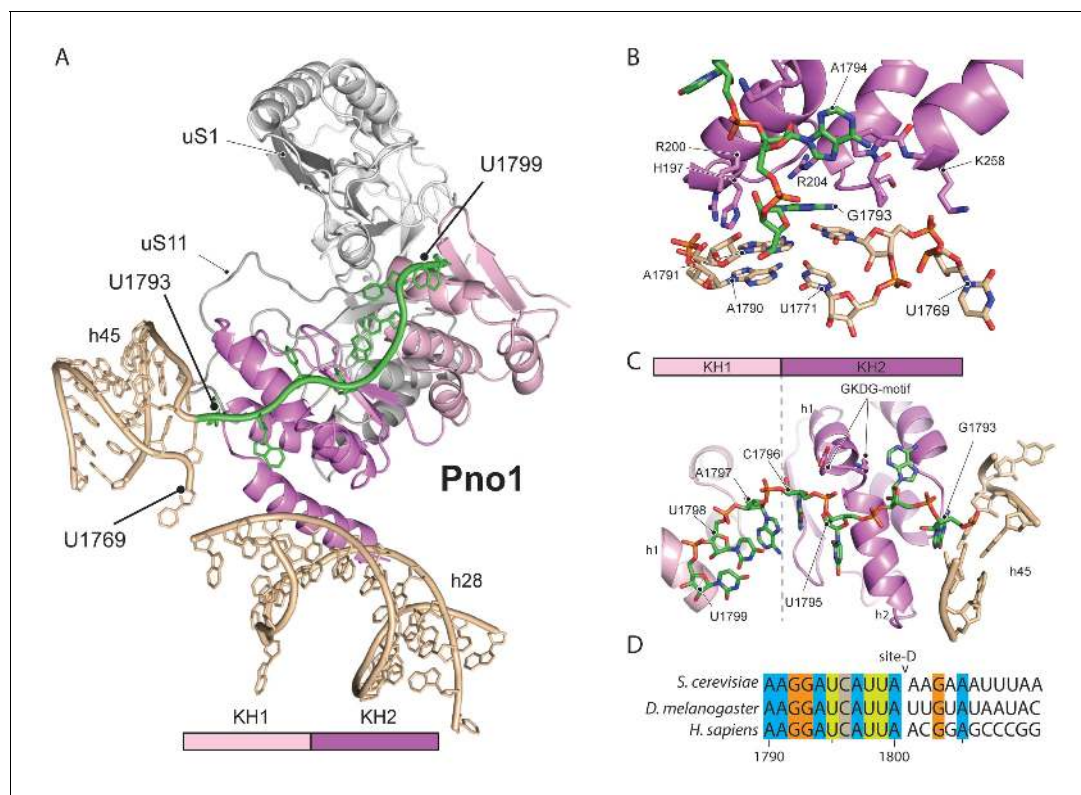 A
uS1
U1799
uS11
U1793
h45
Pno1
U1769
h28
KH1 KH2
B
A1794
R200
H197
R204
K258
G1793
A1791
A1790
U1771
U1769
C
KH1 KH2
GKDG-motif
h1
G1793
C1796
A1797
U1798
h1
U1799
U1795
h2
h45
D
site-D
S. cerevisiae AAGGAUCAUUA AAGAAAUUUAA
D. melanogaster AAGGAUCAUUA UUGUAUAAUAC
H. sapiens AAGGAUCAUUA ACGGAGCCCGG
1790 1800